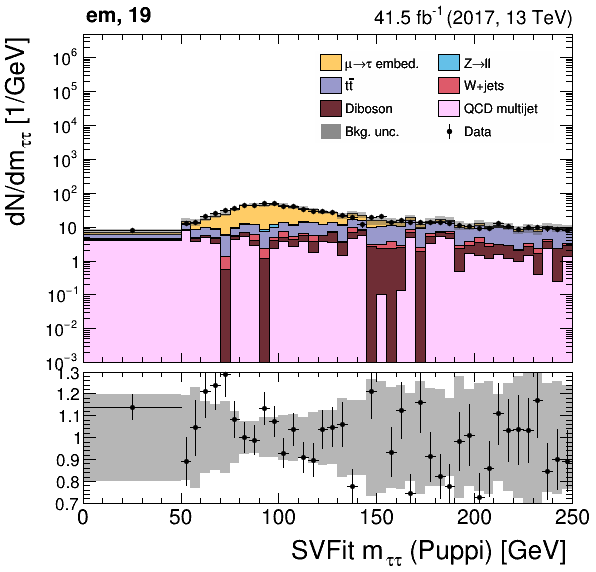 em, 19
41.5 fb⁻¹ (2017, 13 TeV)
dN/dmττ [1/GeV]
μ→τ embed.
Z→ll
tt̄
W+jets
Diboson
QCD multijet
Bkg. unc.
Data
10⁶
10⁵
10⁴
10³
10²
10
1
10⁻¹
10⁻²
10⁻³
1.3
1.2
1.1
1
0.9
0.8
0.7
0 50 100 150 200 250
SVFit mττ (Puppi) [GeV]